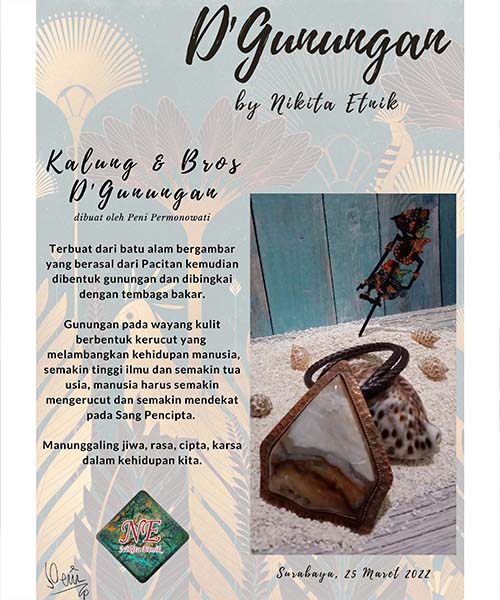 D'Gunungan
by Nikita Etnik
Kalung & Bros
D'Gunungan
dibuat oleh Peni Permonowati
Terbuat dari batu alam bergambar
yang berasal dari Pacitan kemudian
dibentuk gunungan dan dibingkai
dengan tembaga bakar.
Gunungan pada wayang kulit
berbentuk kerucut yang
melambangkan kehidupan manusia,
semakin tinggi ilmu dan semakin tua
usia, manusia harus semakin
mengerucut dan semakin mendekat
pada Sang Pencipta.
Manunggaling jiwa, rasa, cipta, karsa
dalam kehidupan kita.
NE
Nikita Etnik
Surabaya, 25 Maret 2022